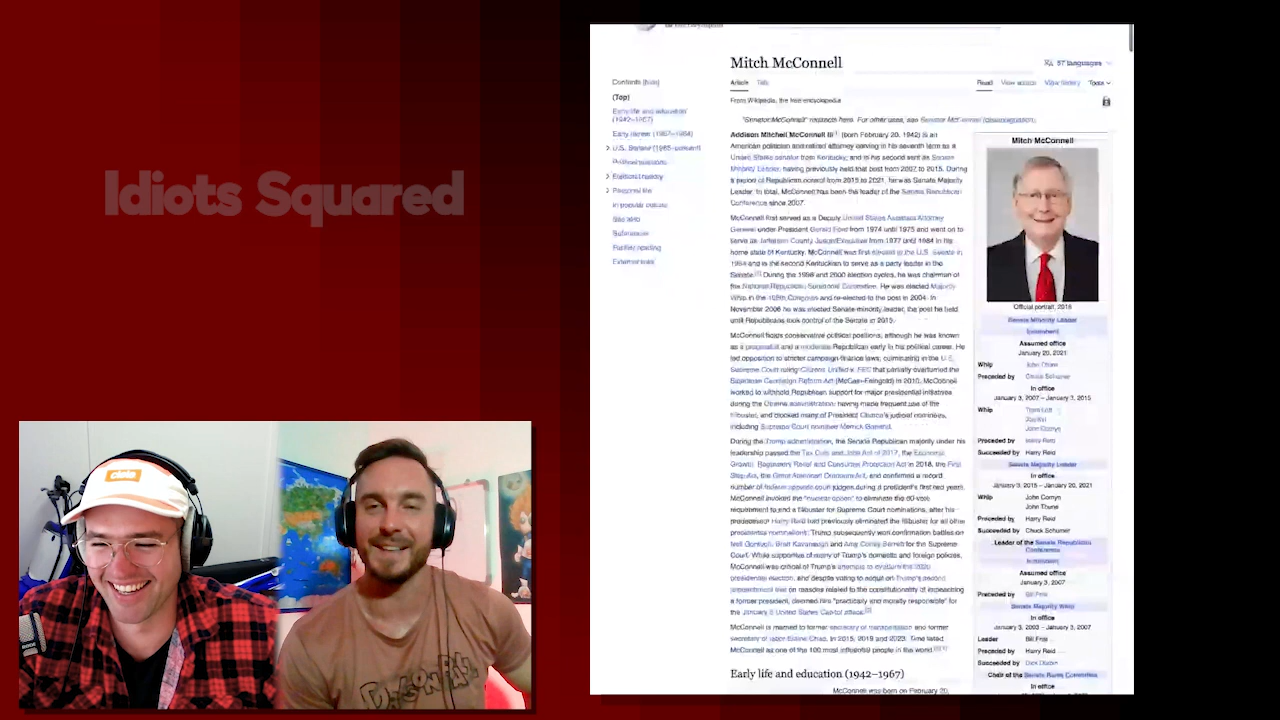 Idiots Squared
Mitch McConnell
67 languages
Article Talk
Read View source View history Tools
From Wikipedia, the free encyclopedia
"Senator McConnell" redirects here. For other uses, see Senator McConnell (disambiguation).
Contents [hide]
(Top)
Early life and education
(1942–1967)
Early career (1967–1984)
U.S. Senate (1985–present)
Political positions
Political legacy
Personal life
In popular culture
See also
References
Further reading
External links
Addison Mitchell McConnell III (born February 20, 1942) is an
American politician and retired attorney serving in his seventh term as a
United States senator from Kentucky, and in his second stint as Senate
Minority Leader, having previously held that post from 2007 to 2015. During
a period of Republican control from 2015 to 2021, he was Senate Majority
Leader. In total, McConnell has been the leader of the Senate Republican
Conference since 2007.
McConnell first served as a Deputy United States Assistant Attorney
General under President Gerald Ford from 1974 until 1975 and went on to
serve as Jefferson County Judge/Executive from 1977 until 1984 in his
home state of Kentucky. McConnell was first elected to the U.S. Senate in
1984 and is the second Kentuckian to serve as a party leader in the
Senate. During the 1998 and 2000 election cycles, he was chairman of
the National Republican Senatorial Committee. He was elected Majority
Whip in the 108th Congress and re-elected to the post in 2004. In
November 2006 he was elected Senate minority leader, the post he held
until Republicans took control of the Senate in 2015.
McConnell holds conservative political positions, although he was known
as a pragmatist and a moderate Republican early in his political career. He
led opposition to stricter campaign finance laws, culminating in the U.S.
Supreme Court ruling Citizens United v. FEC that partially overturned the
Bipartisan Campaign Reform Act (McCain-Feingold) in 2010. McConnell
worked to withhold Republican support for major presidential initiatives
during the Obama administration, having made frequent use of the
filibuster, and blocked many of President Obama's judicial nominees,
including Supreme Court nominee Merrick Garland.
During the Trump administration, the Senate Republican majority under his
leadership passed the Tax Cuts and Jobs Act of 2017, the Economic
Growth, Regulatory Relief and Consumer Protection Act in 2018, the First
Step Act, the Great American Outdoors Act, and confirmed a record
number of federal appeals court judges during a president's first two years.
McConnell invoked the "nuclear option" to eliminate the 60-vote
requirement to end a filibuster for Supreme Court nominations, after his
predecessor Harry Reid had previously eliminated the filibuster for all other
presidential nominations; Trump subsequently won confirmation battles on
Neil Gorsuch, Brett Kavanaugh and Amy Coney Barrett for the Supreme
Court. While supportive of many of Trump's domestic and foreign policies,
McConnell was critical of Trump's attempts to overturn the 2020
presidential election, and despite voting to acquit on Trump's second
impeachment trial on reasons related to the constitutionality of impeaching
a former president, deemed him "practically and morally responsible" for
the January 6 United States Capitol attack.
McConnell is married to former secretary of transportation and former
secretary of labor Elaine Chao. In 2015, 2019 and 2023, Time listed
McConnell as one of the 100 most influential people in the world.
Early life and education (1942–1967)
McConnell was born on February 20,
Mitch McConnell
Official portrait, 2016
Senate Minority Leader
Incumbent
Assumed office
January 20, 2021
Whip John Thune
Preceded by Chuck Schumer
In office
January 3, 2007 – January 3, 2015
Whip Trent Lott
Jon Kyl
John Cornyn
Preceded by Harry Reid
Succeeded by Harry Reid
Senate Majority Leader
In office
January 3, 2015 – January 20, 2021
Whip John Cornyn
John Thune
Preceded by Harry Reid
Succeeded by Chuck Schumer
Leader of the Senate Republican
Conference
Incumbent
Assumed office
January 3, 2007
Preceded by Bill Frist
Senate Majority Whip
In office
January 3, 2003 – January 3, 2007
Leader Bill Frist
Preceded by Harry Reid
Succeeded by Dick Durbin
Chair of the Senate Rules Committee
In office